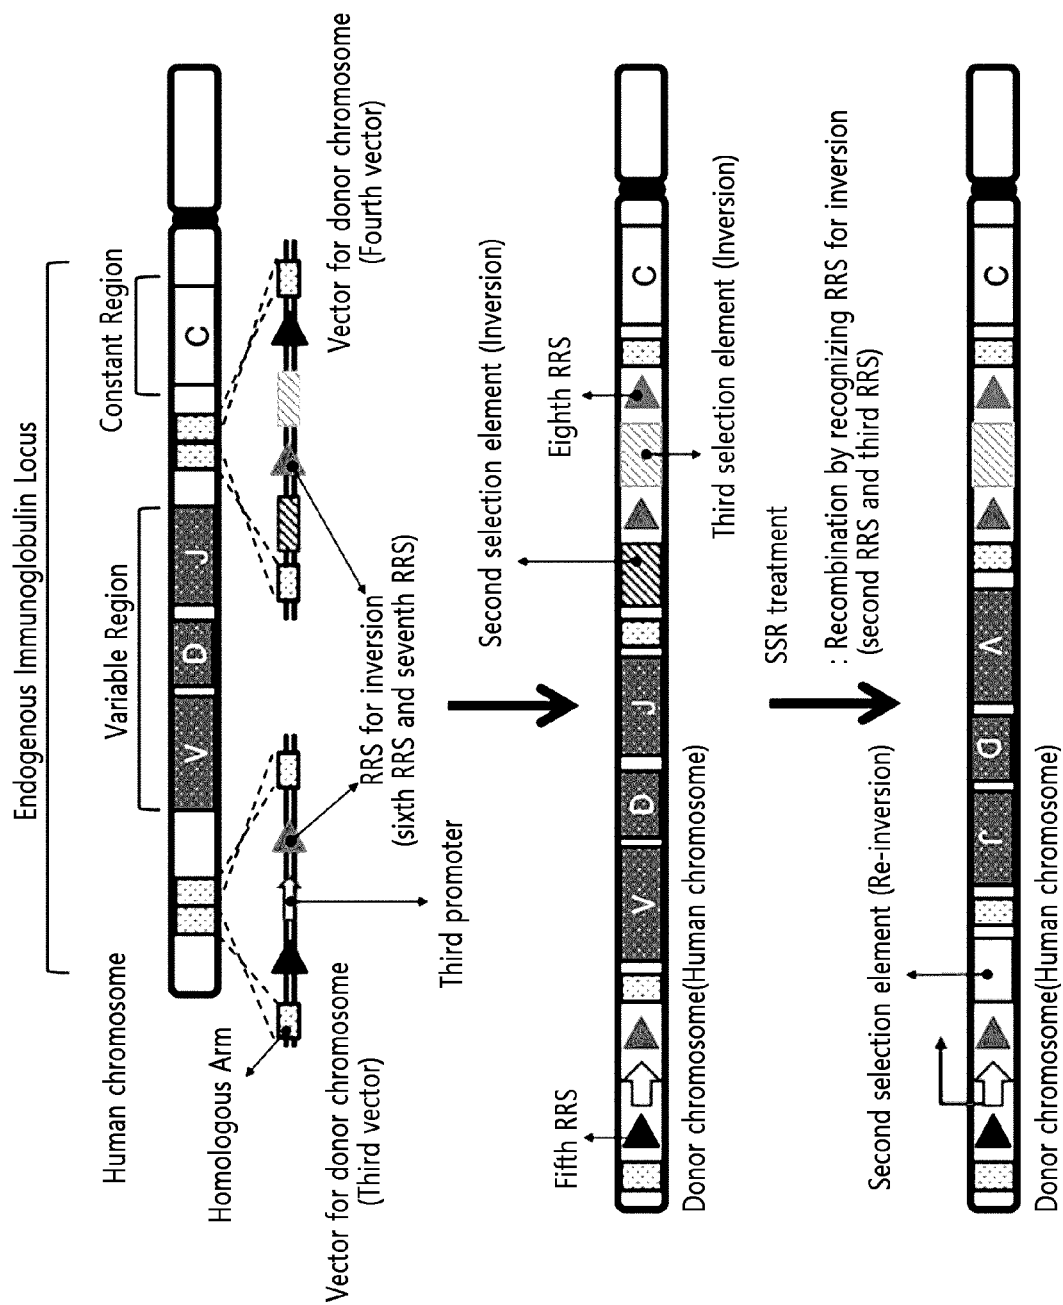 Endogenous Immunoglobulin Locus
Human chromosome
Variable Region
Constant Region
V
D
J
C
Homologous Arm
Vector for donor chromosome
(Third vector)
Third promoter
RRS for inversion
(sixth RRS and seventh RRS)
Vector for donor chromosome
(Fourth vector)
Second selection element (Inversion)
Eighth RRS
Fifth RRS
V
D
J
C
Donor chromosome(Human chromosome)
Third selection element (Inversion)
SSR treatment
: Recombination by recognizing RRS for inversion
(second RRS and third RRS)
Second selection element (Re-inversion)
J
D
V
C
Donor chromosome(Human chromosome)